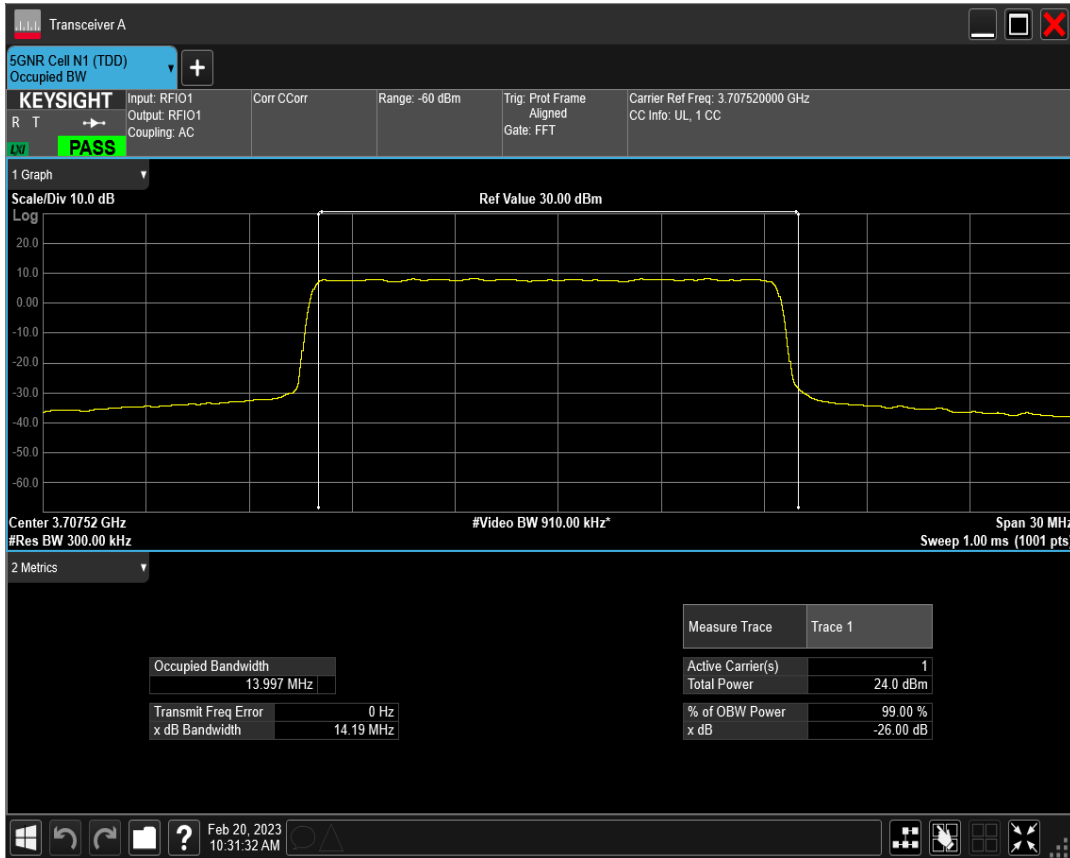 Transceiver A
5GNR Cell N1 (TDD)
Occupied BW
+
KEYSIGHT
R T
LXI
PASS
Input: RFIO1
Output: RFIO1
Coupling: AC
Corr CCorr
Range: -60 dBm
Trig: Prot Frame
Aligned
Gate: FFT
Carrier Ref Freq: 3.707520000 GHz
CC Info: UL, 1 CC
1 Graph
Scale/Div 10.0 dB
Ref Value 30.00 dBm
Log
20.0
10.0
0.00
-10.0
-20.0
-30.0
-40.0
-50.0
-60.0
Center 3.70752 GHz
#Video BW 910.00 kHz*
Span 30 MHz
#Res BW 300.00 kHz
Sweep 1.00 ms (1001 pts)
2 Metrics
Measure Trace Trace 1
Occupied Bandwidth
13.997 MHz
Active Carrier(s) 1
Total Power 24.0 dBm
Transmit Freq Error 0 Hz
x dB Bandwidth 14.19 MHz
% of OBW Power 99.00 %
x dB -26.00 dB
?
Feb 20, 2023
10:31:32 AM